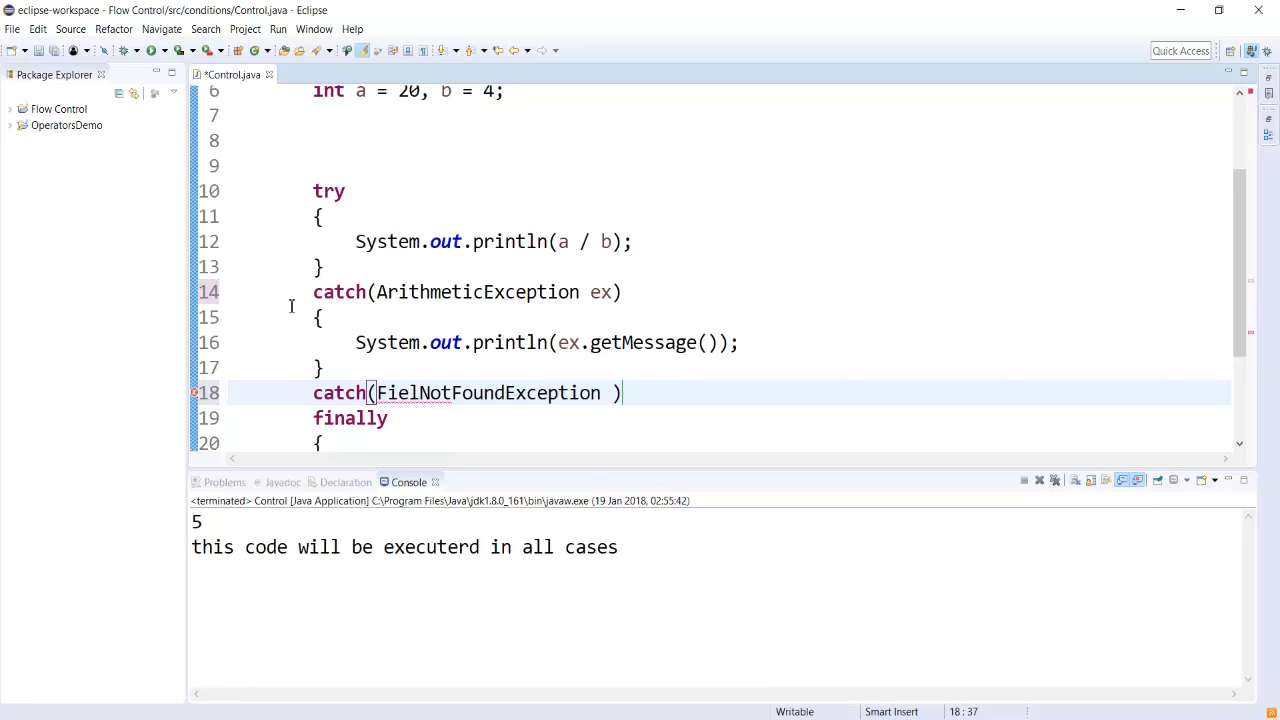 eclipse-workspace - Flow Control/src/conditions/Control.java - Eclipse
File Edit Source Refactor Navigate Search Project Run Window Help
Quick Access
Package Explorer
*Control.java
Flow Control
OperatorsDemo
6 int a = 20, b = 4;
7
8
9
10 try
11 {
12 System.out.println(a / b);
13 }
14 catch(ArithmeticException ex)
15 {
16 System.out.println(ex.getMessage());
17 }
18 catch(FielNotFoundException )
19 finally
20 {
Problems Javadoc Declaration Console
<terminated> Control [Java Application] C:\Program Files\Java\jdk1.8.0_161\bin\javaw.exe (19 Jan 2018, 02:55:42)
5
this code will be executerd in all cases
Writable Smart Insert 18 : 37